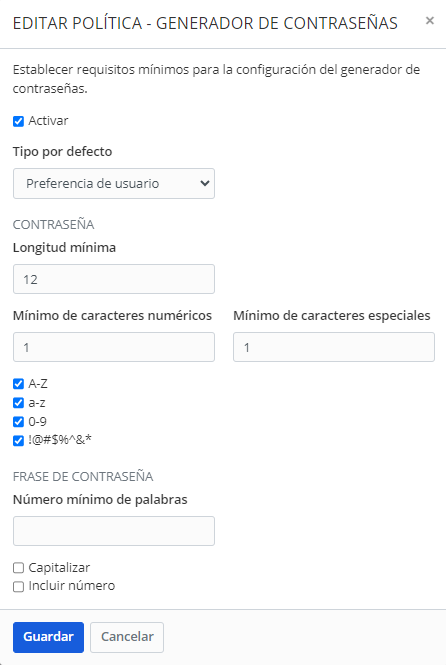 EDITAR POLÍTICA - GENERADOR DE CONTRASEÑAS ×
Establecer requisitos mínimos para la configuración del generador de
contraseñas.
Activar
Tipo por defecto
Preferencia de usuario
CONTRASEÑA
Longitud mínima
12
Mínimo de caracteres numéricos Mínimo de caracteres especiales
1 1
A-Z
a-z
0-9
!@#$%^&*
FRASE DE CONTRASEÑA
Número mínimo de palabras
Capitalizar
Incluir número
Guardar Cancelar